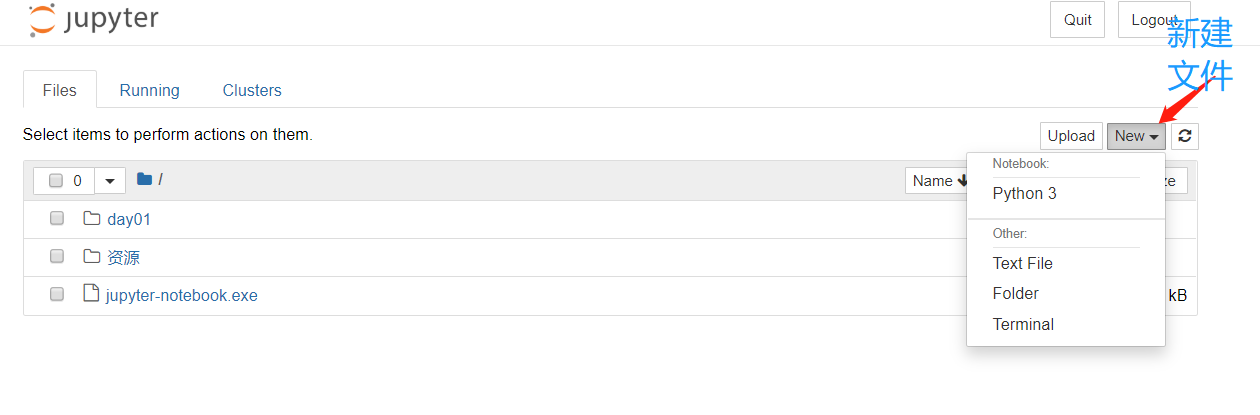 jupyter
Quit
Logout
新建
文件
Files
Running
Clusters
Select items to perform actions on them.
Upload
New
0
/
Name
ze
Notebook:
Python 3
Other:
Text File
Folder
Terminal
day01
资源
jupyter-notebook.exe
kB